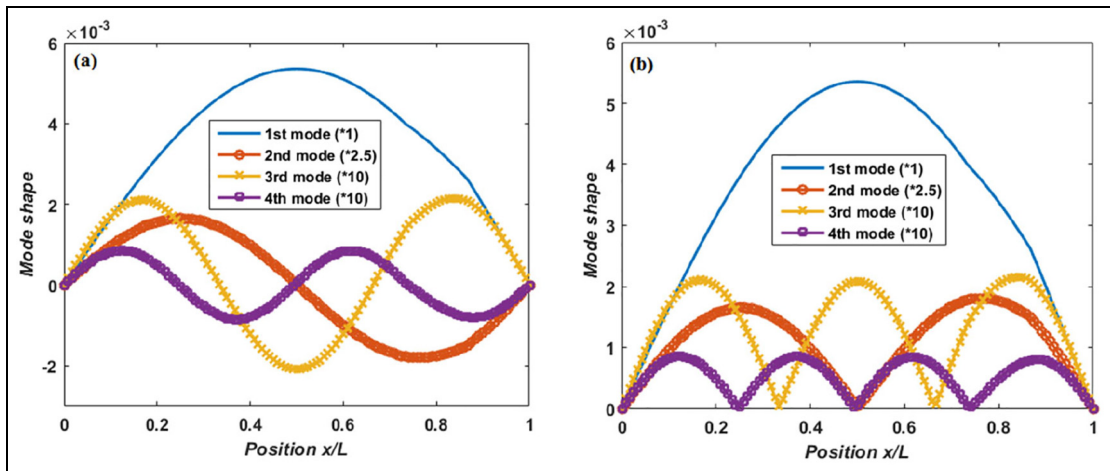 ×10⁻³
6
4
2
0
-2
(a)
1st mode (*1)
2nd mode (*2.5)
3rd mode (*10)
4th mode (*10)
Mode shape
0
0.2
0.4
0.6
0.8
1
Position x/L
×10⁻³
6
5
4
3
2
1
0
(b)
1st mode (*1)
2nd mode (*2.5)
3rd mode (*10)
4th mode (*10)
Mode shape
0
0.2
0.4
0.6
0.8
1
Position x/L